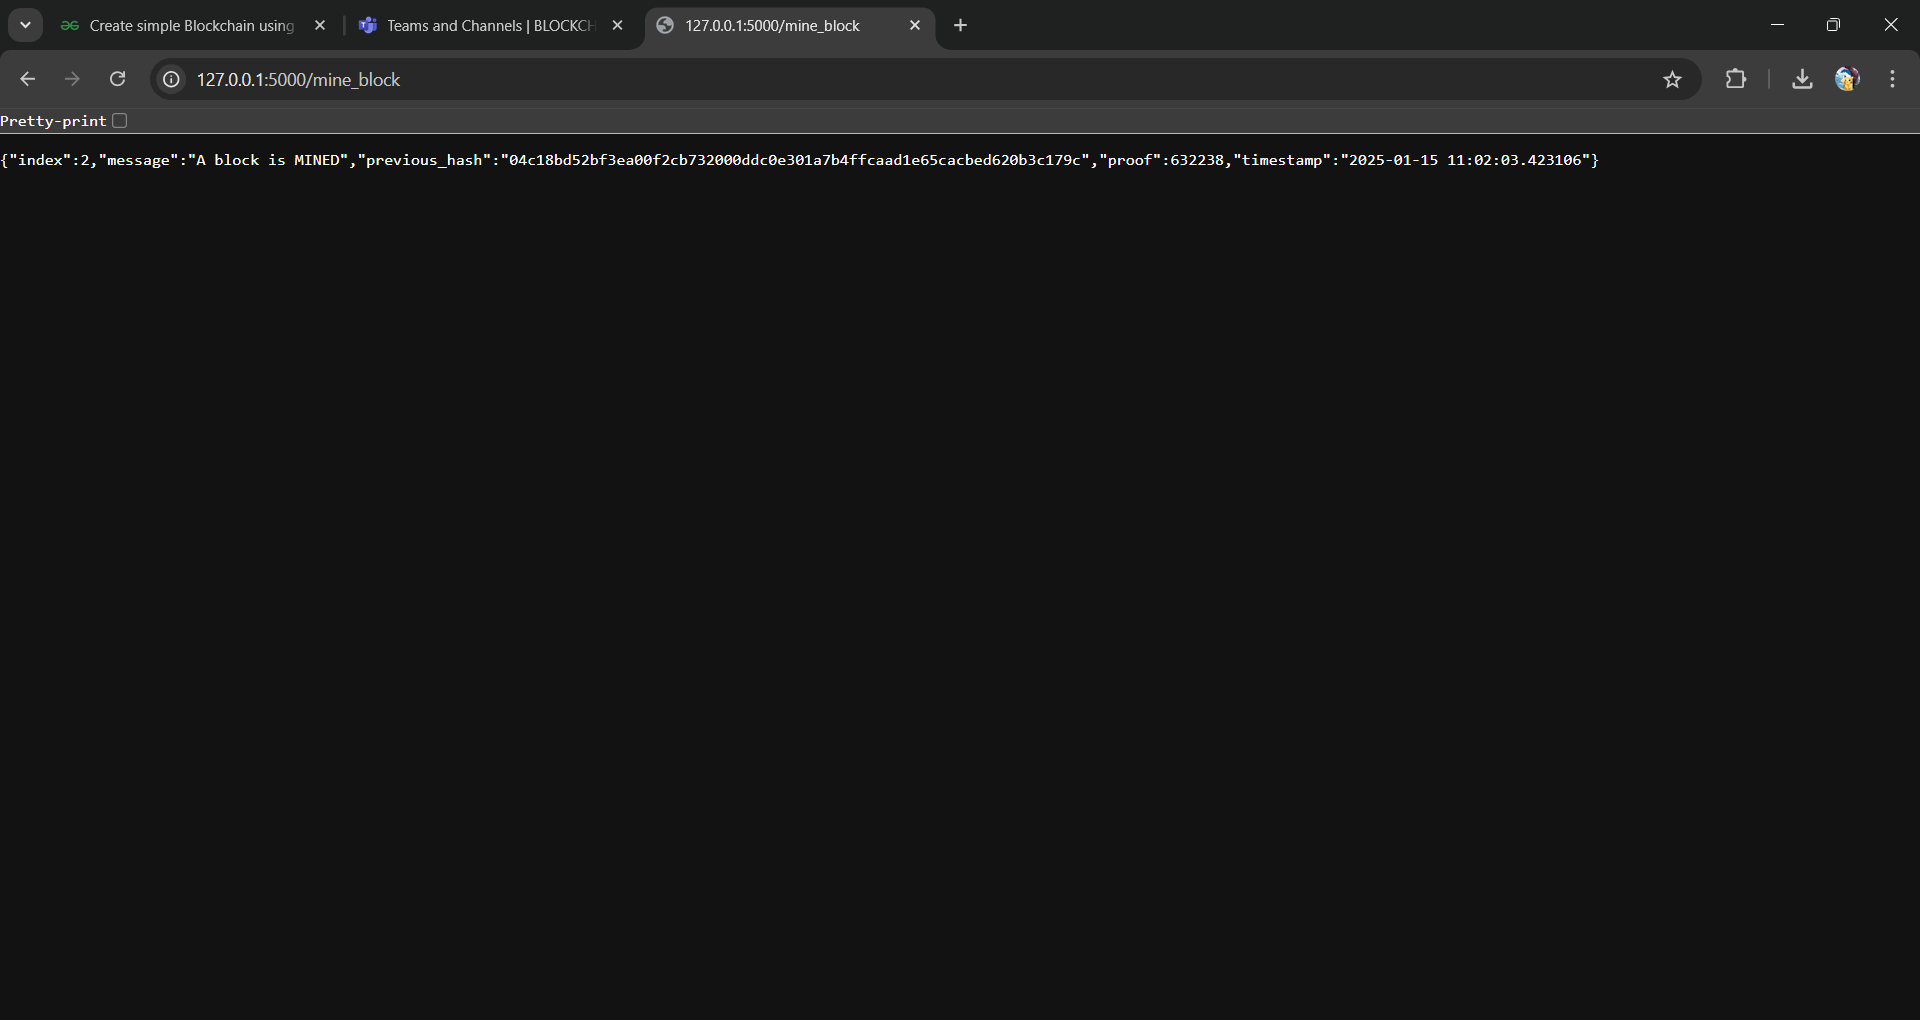 Create simple Blockchain using
Teams and Channels | BLOCKCH
127.0.0.1:5000/mine_block
127.0.0.1:5000/mine_block
Pretty-print
{"index":2,"message":"A block is MINED","previous_hash":"04c18bd52bf3ea00f2cb732000ddc0e301a7b4ffcaad1e65cacbed620b3c179c","proof":632238,"timestamp":"2025-01-15 11:02:03.423106"}